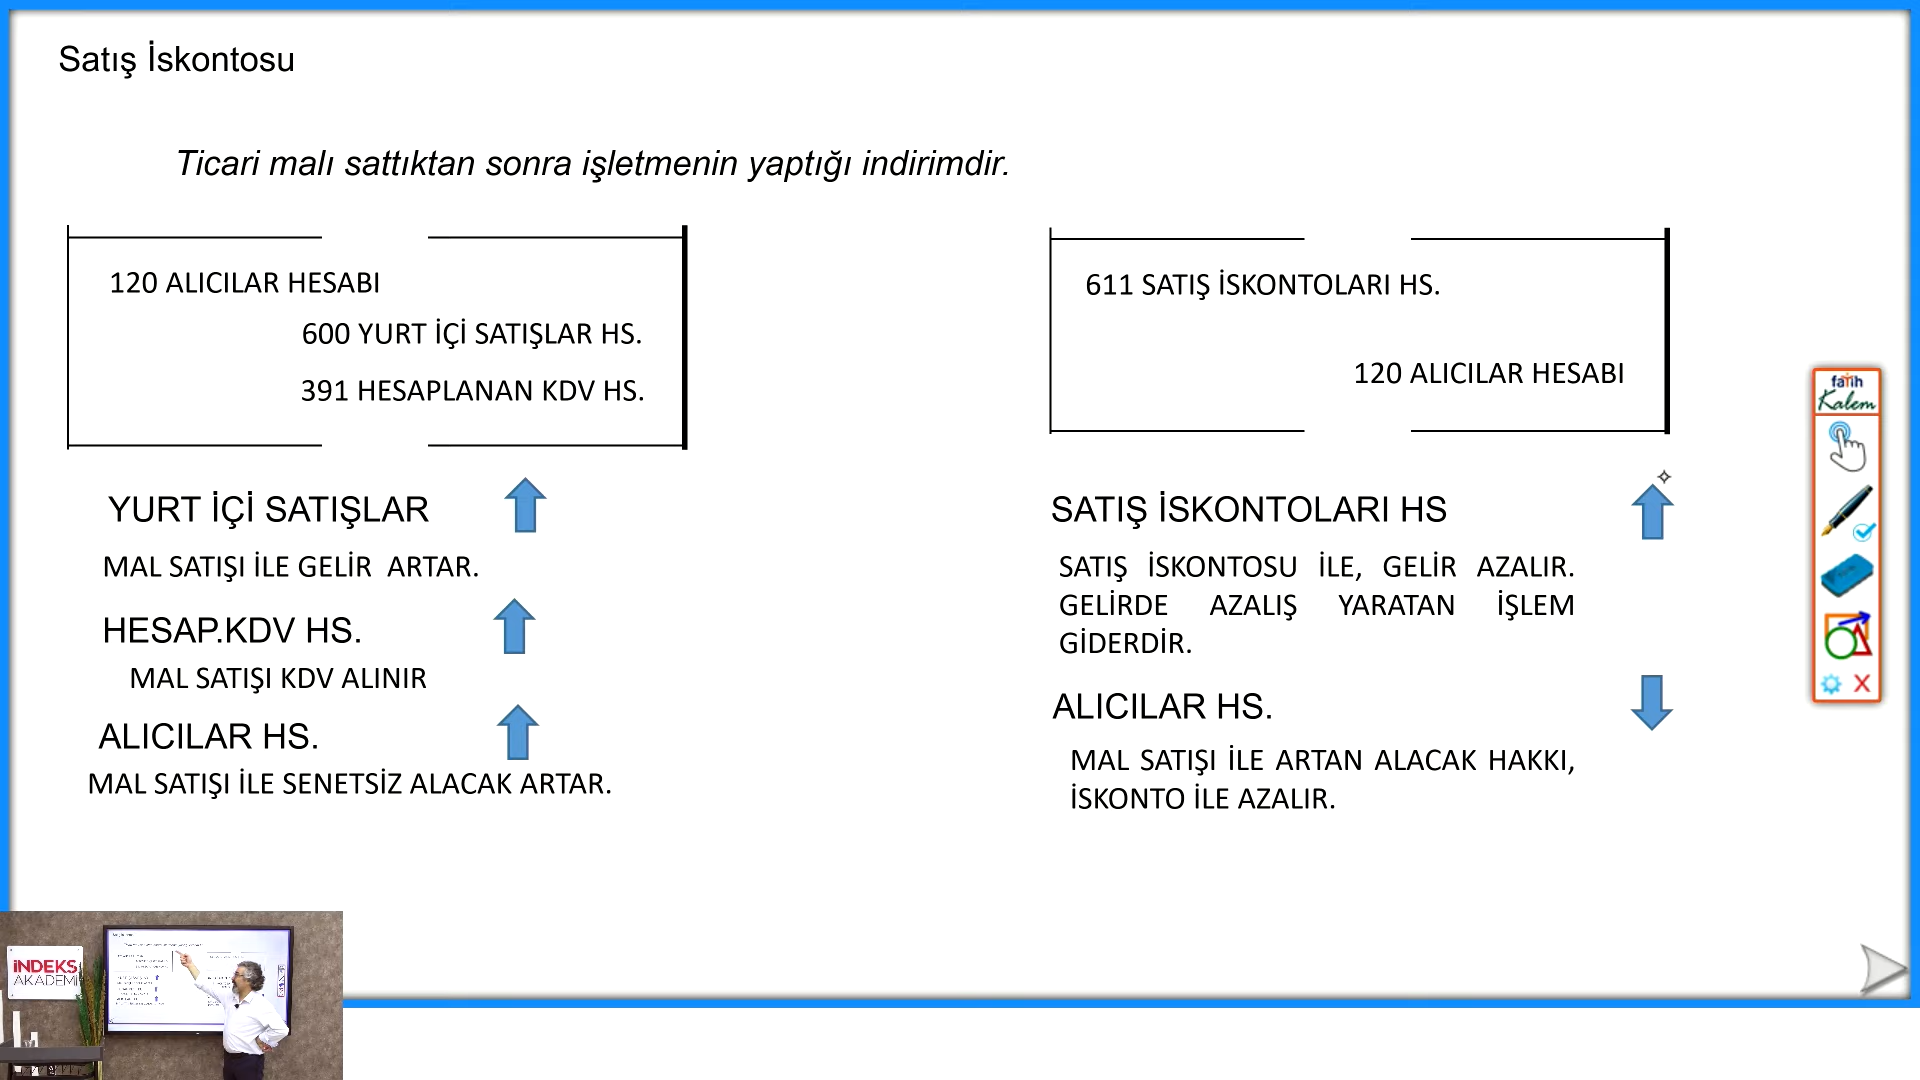 Satış İskontosu
Ticari malı sattıktan sonra işletmenin yaptığı indirimdir.
120 ALICILAR HESABI
600 YURT İÇİ SATIŞLAR HS.
391 HESAPLANAN KDV HS.
YURT İÇİ SATIŞLAR
MAL SATIŞI İLE GELİR  ARTAR.
HESAP.KDV HS.
MAL SATIŞI KDV ALINIR
ALICILAR HS.
MAL SATIŞI İLE SENETSİZ ALACAK ARTAR.
611 SATIŞ İSKONTOLARI HS.
120 ALICILAR HESABI
SATIŞ İSKONTOLARI HS
SATIŞ İSKONTOSU İLE, GELİR AZALIR.
GELİRDE AZALIŞ YARATAN İŞLEM
GİDERDİR.
ALICILAR HS.
MAL SATIŞI İLE ARTAN ALACAK HAKKI,
İSKONTO İLE AZALIR.
fatih
Kalem
X
İNDEKS
AKADEMİ